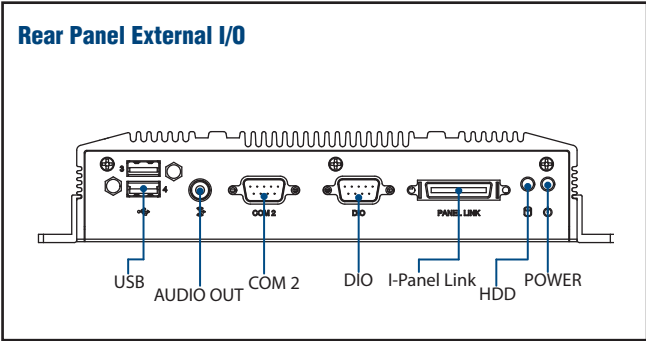 Rear Panel External I/O
3
4
COM 2
DIO
PANEL LINK
USB
AUDIO OUT
COM 2
DIO
I-Panel Link
HDD
POWER